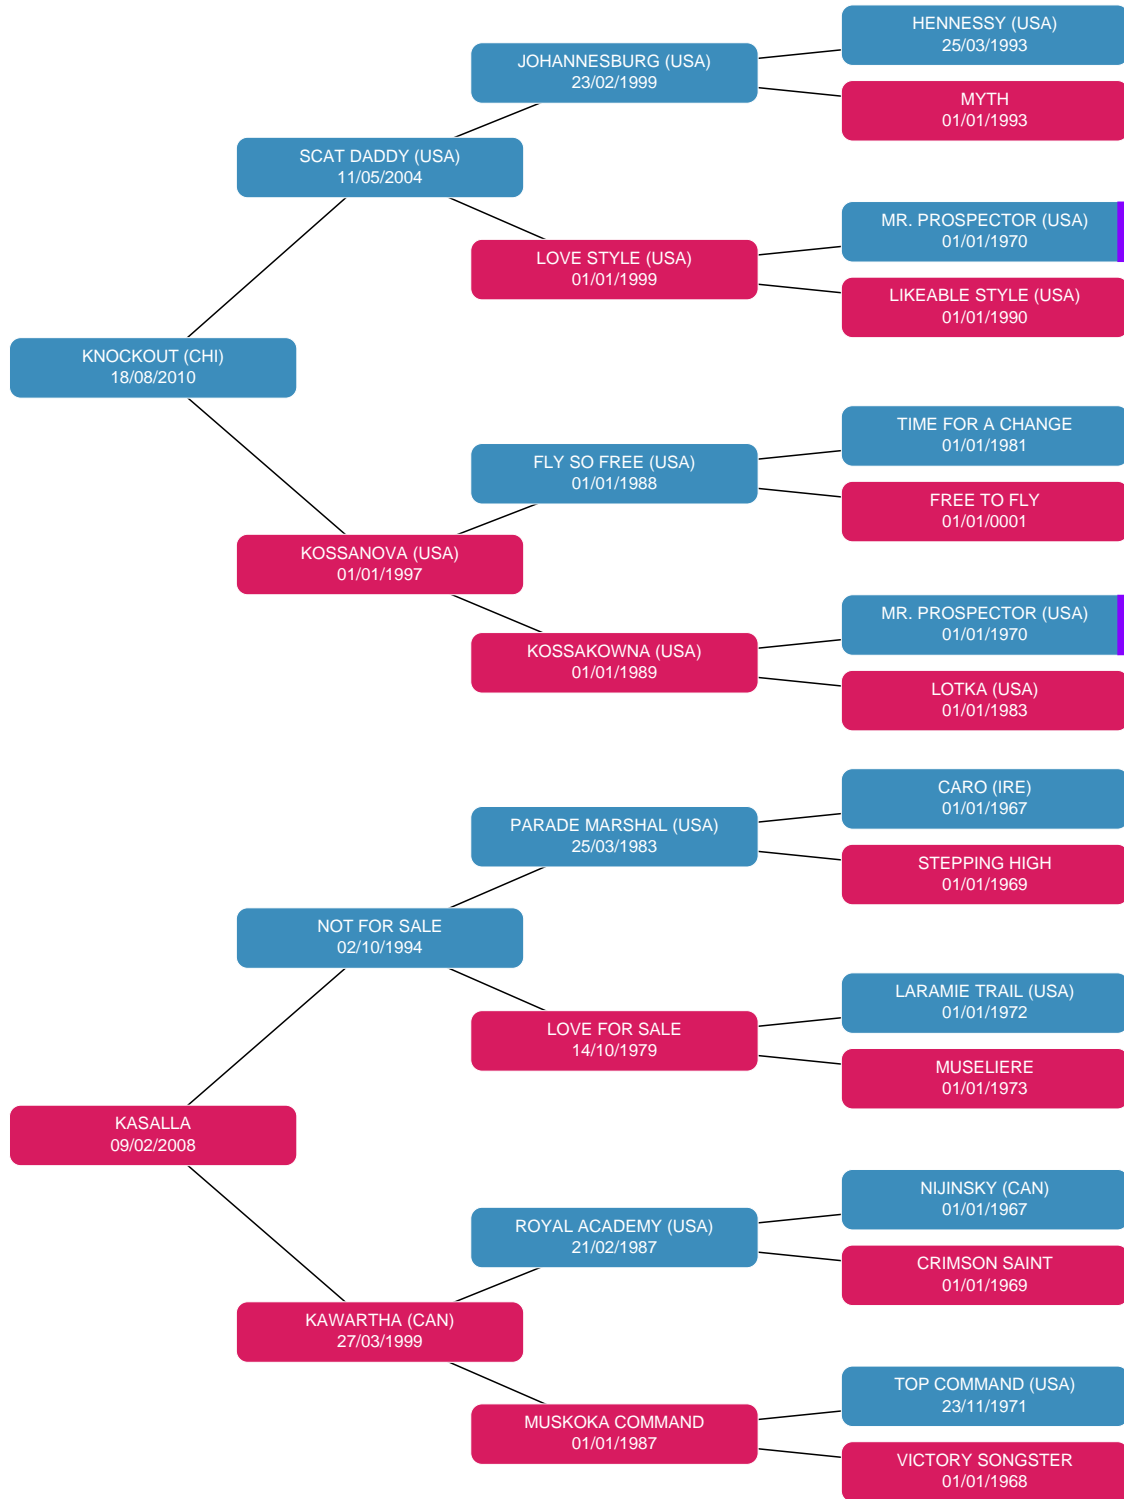 HENNESSY (USA)
25/03/1993
JOHANNESBURG (USA)
23/02/1999
MYTH
01/01/1993
SCAT DADDY (USA)
11/05/2004
MR. PROSPECTOR (USA)
01/01/1970
LOVE STYLE (USA)
01/01/1999
LIKEABLE STYLE (USA)
01/01/1990
KNOCKOUT (CHI)
18/08/2010
TIME FOR A CHANGE
01/01/1981
FLY SO FREE (USA)
01/01/1988
FREE TO FLY
01/01/0001
KOSSANOVA (USA)
01/01/1997
MR. PROSPECTOR (USA)
01/01/1970
KOSSAKOWNA (USA)
01/01/1989
LOTKA (USA)
01/01/1983
CARO (IRE)
01/01/1967
PARADE MARSHAL (USA)
25/03/1983
STEPPING HIGH
01/01/1969
NOT FOR SALE
02/10/1994
LARAMIE TRAIL (USA)
01/01/1972
LOVE FOR SALE
14/10/1979
MUSELIERE
01/01/1973
KASALLA
09/02/2008
NIJINSKY (CAN)
01/01/1967
ROYAL ACADEMY (USA)
21/02/1987
CRIMSON SAINT
01/01/1969
KAWARTHA (CAN)
27/03/1999
TOP COMMAND (USA)
23/11/1971
MUSKOKA COMMAND
01/01/1987
VICTORY SONGSTER
01/01/1968